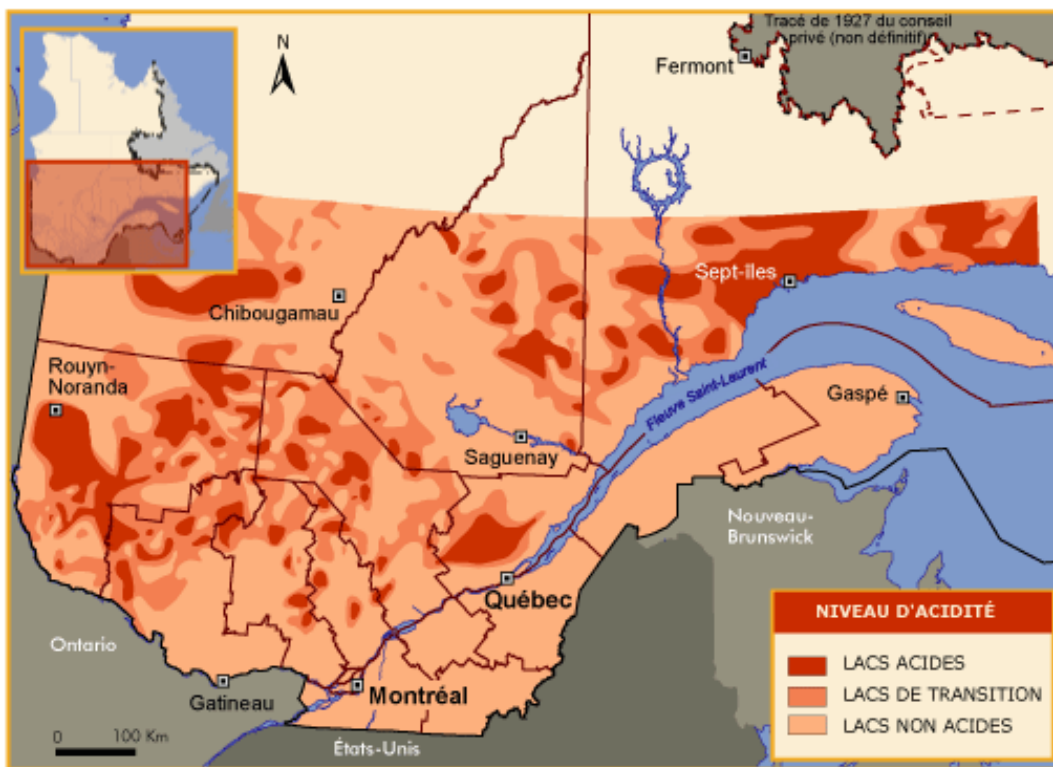 Tracé de 1927 du conseil
privé (non définitif)
N
Fermont
Sept-Iles
Chibougamau
Rouyn-
Noranda
Fleuve Saint-Laurent
Gaspé
Saguenay
Nouveau-
Brunswick
Québec
Ontario
Gatineau
Montréal
États-Unis
0 100 Km
NIVEAU D'ACIDITÉ
LACS ACIDES
LACS DE TRANSITION
LACS NON ACIDES